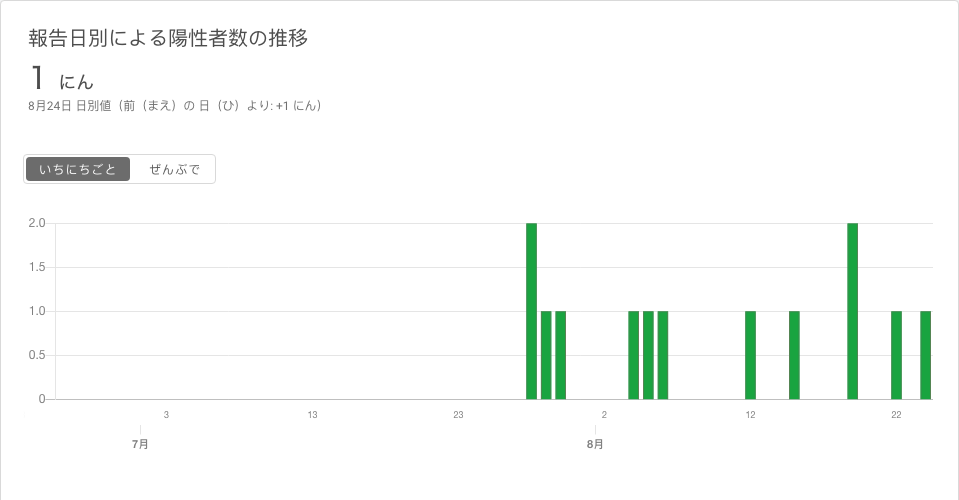 報告日別による陽性者数の推移
1 にん
8月24日 日別値（前（まえ）の 日（ひ）より: +1 にん）
いちにちごと ぜんぶで
2.0
1.5
1.0
0.5
0
3 13 23 2 12 22
7月 8月